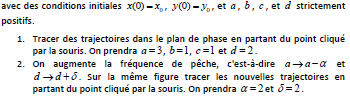 avec des conditions initiales x(0) = x₀, y(0) = y₀, et a, b, c, et d strictement
positifs.
1. Tracer des trajectoires dans le plan de phase en partant du point cliqué
par la souris. On prendra a = 3, b = 1, c = 1 et d = 2.
2. On augmente la fréquence de pêche, c'est-à-dire a → a − α et
d → d + δ. Sur la même figure tracer les nouvelles trajectoires en
partant du point cliqué par la souris. On prendra α = 2 et δ = 2.